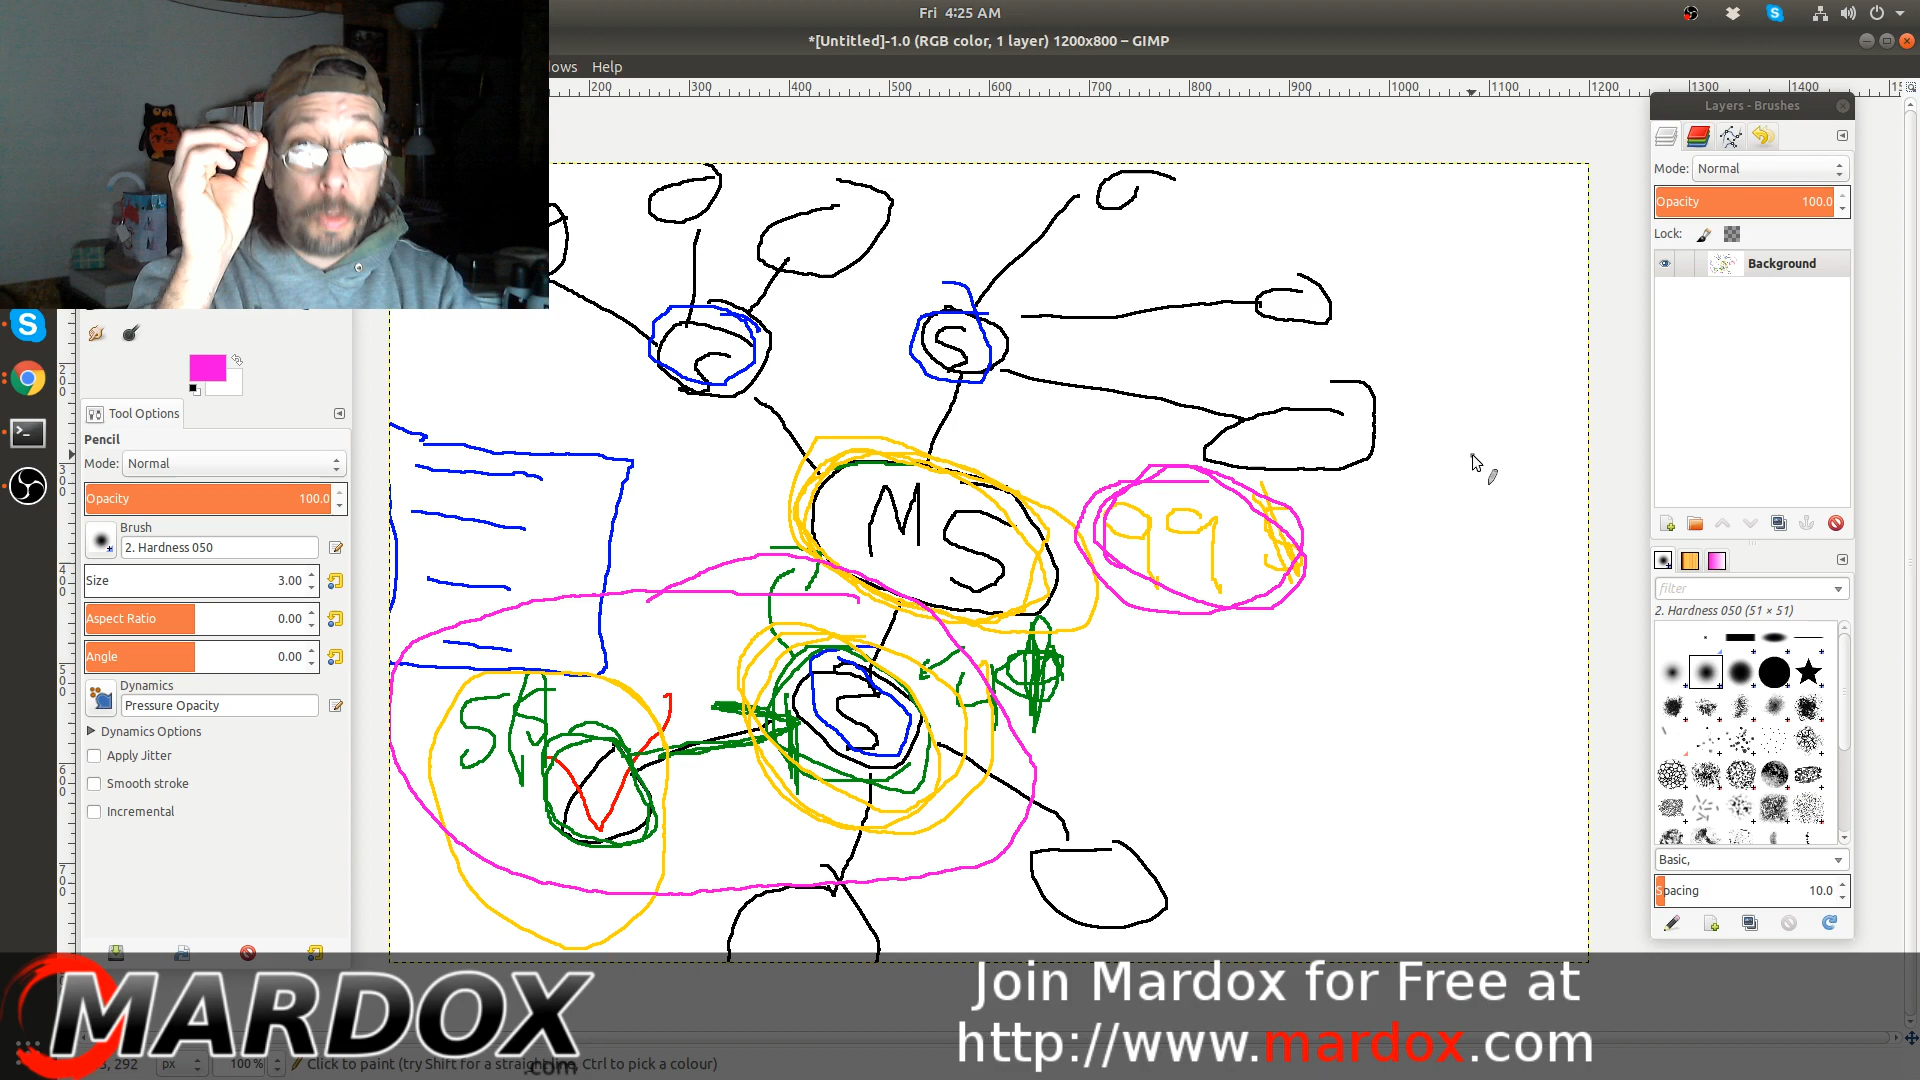 Fri 4:25 AM
*[Untitled]-1.0 (RGB color, 1 layer) 1200x800 – GIMP
ows Help
200 300 400 500 600 700 800 900 1000 1100 1200 1300 1400
Layers - Brushes
Mode: Normal
Opacity 100.0
Lock:
Background
Tool Options
Pencil
Mode: Normal
Opacity 100.0
Brush
2. Hardness 050
Size 3.00
Aspect Ratio 0.00
Angle 0.00
Dynamics
Pressure Opacity
Dynamics Options
Apply Jitter
Smooth stroke
Incremental
S
MS
99 $
S
SA
filter
2. Hardness 050 (51 × 51)
Basic,
Spacing 10.0
MARDOX
.com
Join Mardox for Free at
http://www.mardox.com
292 px 100 % Click to paint (try Shift for a straight line, Ctrl to pick a colour)